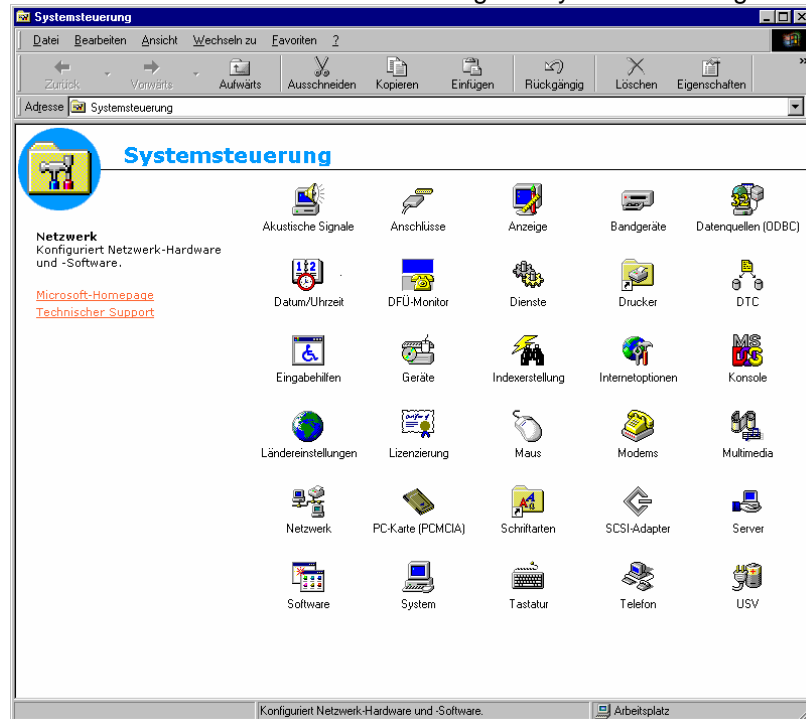 Systemsteuerung
Datei Bearbeiten Ansicht Wechseln zu Favoriten ?
Zurück Vorwärts Aufwärts Ausschneiden Kopieren Einfügen Rückgängig Löschen Eigenschaften »
Adresse Systemsteuerung
Systemsteuerung
Netzwerk
Konfiguriert Netzwerk-Hardware
und -Software.
Microsoft-Homepage
Technischer Support
Akustische Signale Anschlüsse Anzeige Bandgeräte Datenquellen (ODBC)
Datum/Uhrzeit DFÜ-Monitor Dienste Drucker DTC
Eingabehilfen Geräte Indexerstellung Internetoptionen Konsole
Ländereinstellungen Lizenzierung Maus Modems Multimedia
Netzwerk PC-Karte (PCMCIA) Schriftarten SCSI-Adapter Server
Software System Tastatur Telefon USV
Konfiguriert Netzwerk-Hardware und -Software. Arbeitsplatz